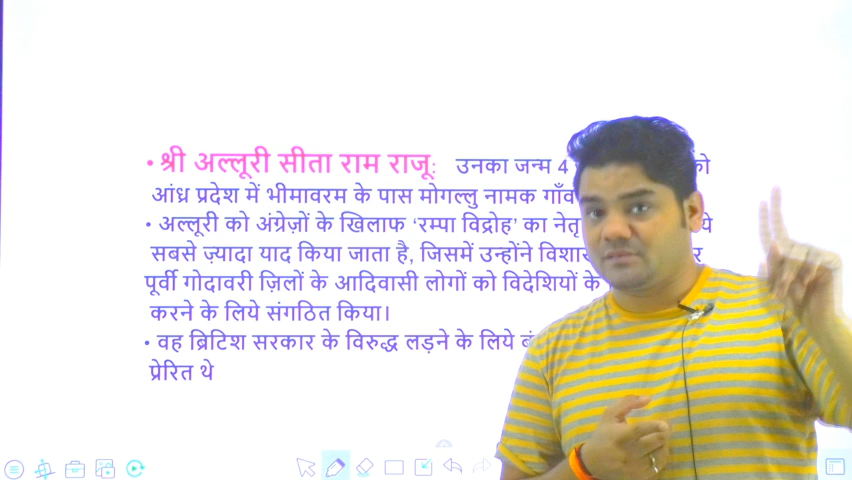 • श्री अल्लूरी सीता राम राजू: उनका जन्म 4 को
आंध्र प्रदेश में भीमावरम के पास मोगल्लु नामक गाँव
• अल्लूरी को अंग्रेज़ों के खिलाफ ‘रम्पा विद्रोह’ का
सबसे ज़्यादा याद किया जाता है, जिसमें उन्होंने
पूर्वी गोदावरी ज़िलों के आदिवासी लोगों को विदेशियों के
करने के लिये संगठित किया।
• वह ब्रिटिश सरकार के विरुद्ध लड़ने के लिये
प्रेरित थे